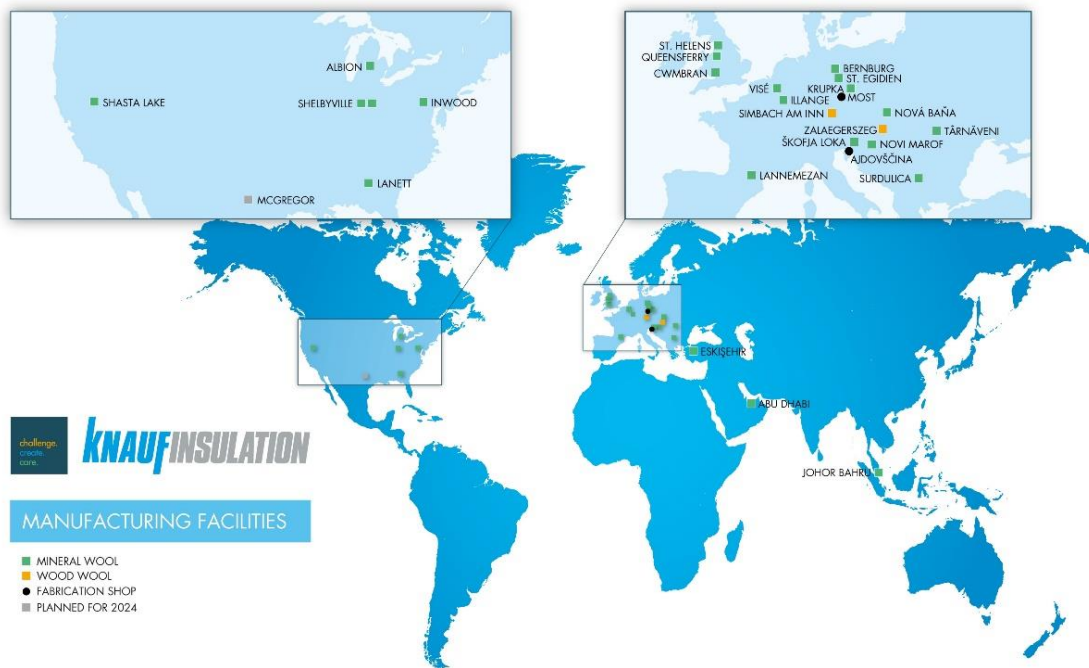 ALBION
SHASTA LAKE
SHELBYVILLE
INWOOD
LANETT
MCGREGOR
ST. HELENS
QUEENSFERRY
CWMBRAN
BERNBURG
ST. EGIDIEN
VISÉ
KRUPKA
MOST
ILLANGE
SIMBACH AM INN
NOVÁ BAŇA
ZALAEGERSZEG
TÂRNĂVENI
ŠKOFJA LOKA
NOVI MAROF
AJDOVŠČINA
LANNEMEZAN
SURDULICA
ESKIŞEHIR
ABU DHABI
JOHOR BAHRU
challenge.
create.
care.
KNAUFINSULATION
MANUFACTURING FACILITIES
MINERAL WOOL
WOOD WOOL
FABRICATION SHOP
PLANNED FOR 2024